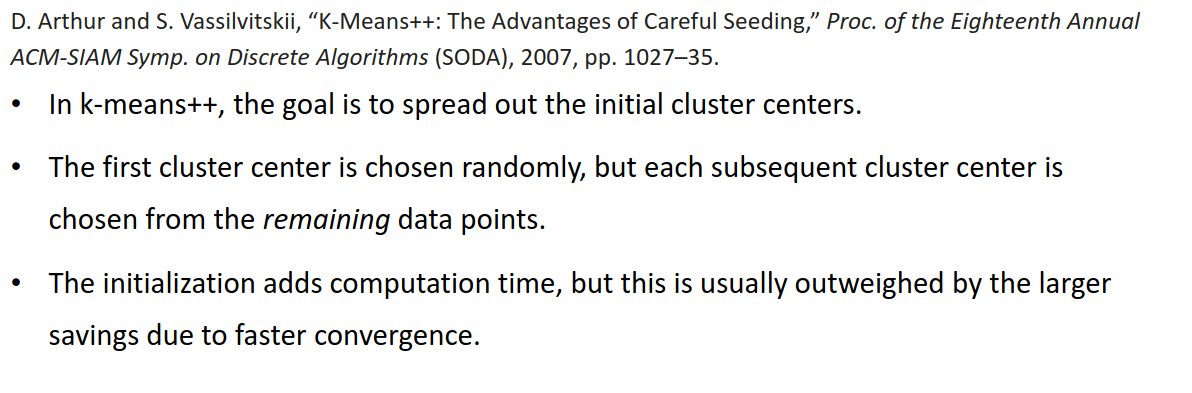 D. Arthur and S. Vassilvitskii, “K-Means++: The Advantages of Careful Seeding,” Proc. of the Eighteenth Annual
ACM-SIAM Symp. on Discrete Algorithms (SODA), 2007, pp. 1027–35.
• In k-means++, the goal is to spread out the initial cluster centers.
• The first cluster center is chosen randomly, but each subsequent cluster center is
chosen from the remaining data points.
• The initialization adds computation time, but this is usually outweighed by the larger
savings due to faster convergence.